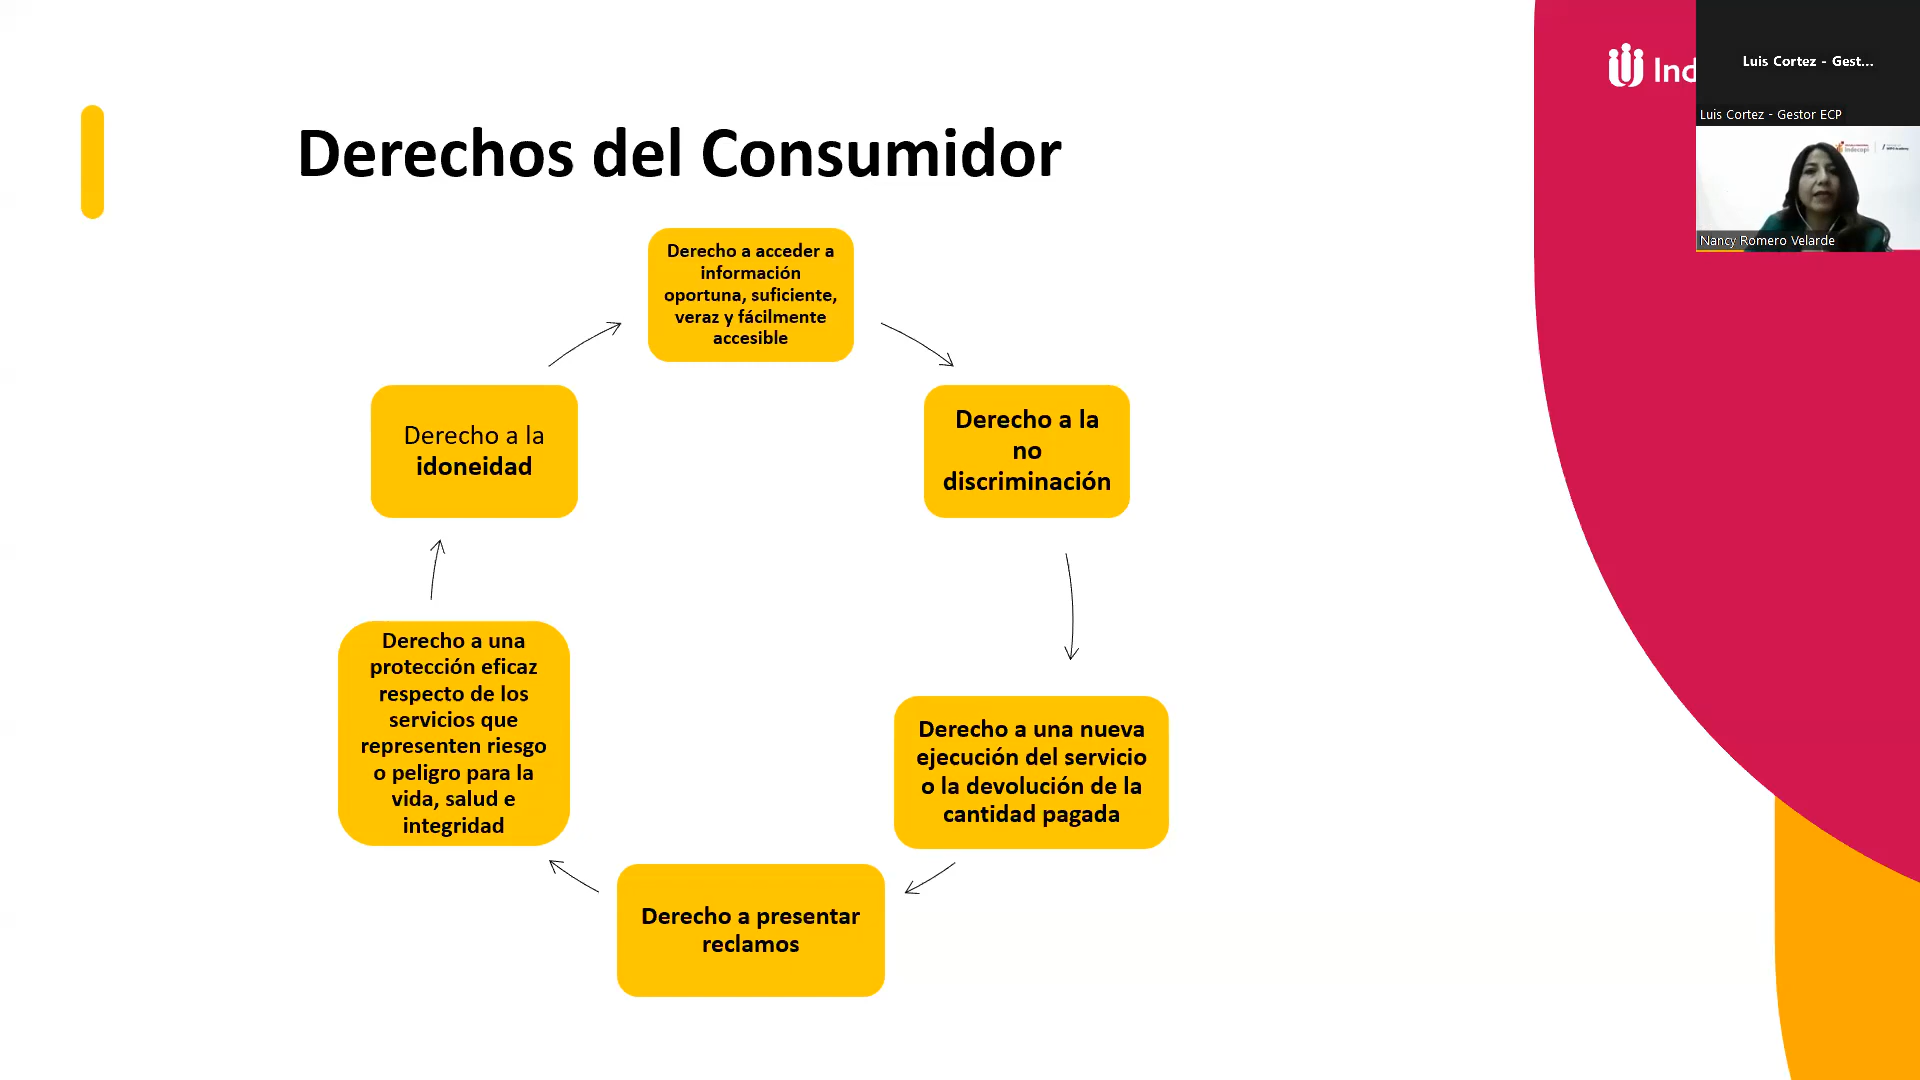 Derechos del Consumidor
Derecho a acceder a
información
oportuna, suficiente,
veraz y fácilmente
accesible
Derecho a la
no
discriminación
Derecho a una nueva
ejecución del servicio
o la devolución de la
cantidad pagada
Derecho a presentar
reclamos
Derecho a una
protección eficaz
respecto de los
servicios que
representen riesgo
o peligro para la
vida, salud e
integridad
Derecho a la
idoneidad
Ind
Luis Cortez - Gest...
Luis Cortez - Gestor ECP
indecopi
Nancy Romero Velarde